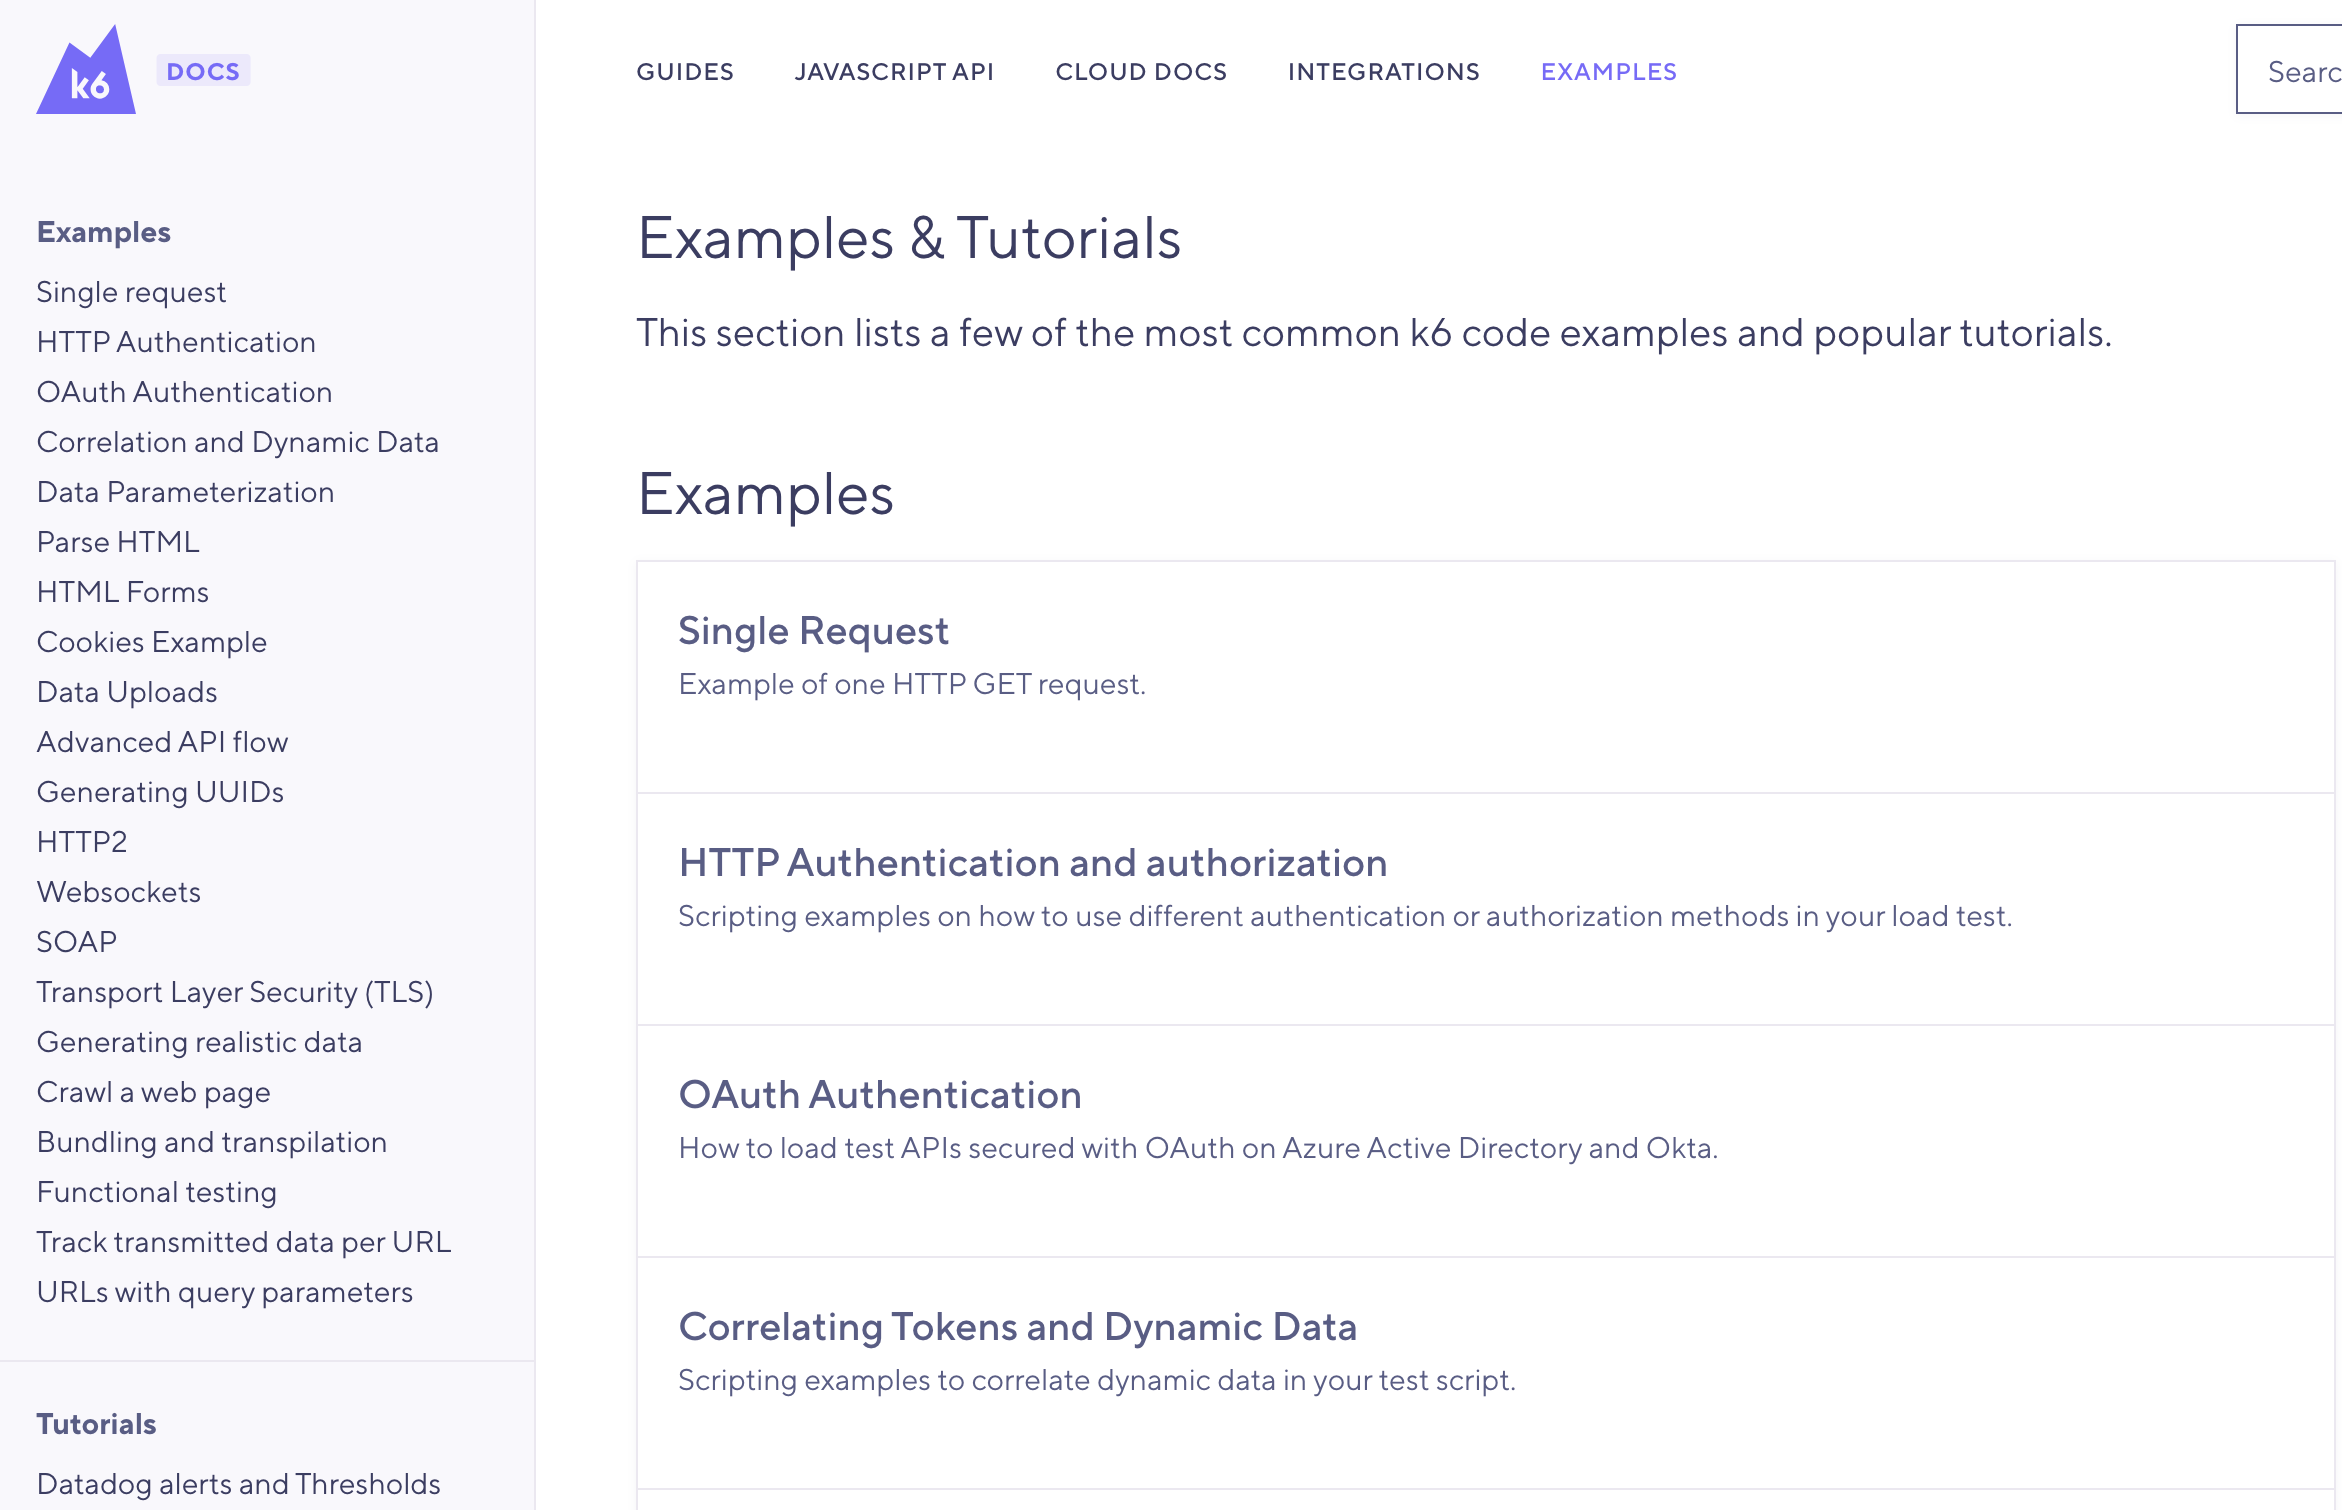 k6 DOCS
GUIDES JAVASCRIPT API CLOUD DOCS INTEGRATIONS EXAMPLES
Examples
Single request
HTTP Authentication
OAuth Authentication
Correlation and Dynamic Data
Data Parameterization
Parse HTML
HTML Forms
Cookies Example
Data Uploads
Advanced API flow
Generating UUIDs
HTTP2
Websockets
SOAP
Transport Layer Security (TLS)
Generating realistic data
Crawl a web page
Bundling and transpilation
Functional testing
Track transmitted data per URL
URLs with query parameters
Tutorials
Datadog alerts and Thresholds
Examples & Tutorials
This section lists a few of the most common k6 code examples and popular tutorials.
Examples
Single Request
Example of one HTTP GET request.
HTTP Authentication and authorization
Scripting examples on how to use different authentication or authorization methods in your load test.
OAuth Authentication
How to load test APIs secured with OAuth on Azure Active Directory and Okta.
Correlating Tokens and Dynamic Data
Scripting examples to correlate dynamic data in your test script.